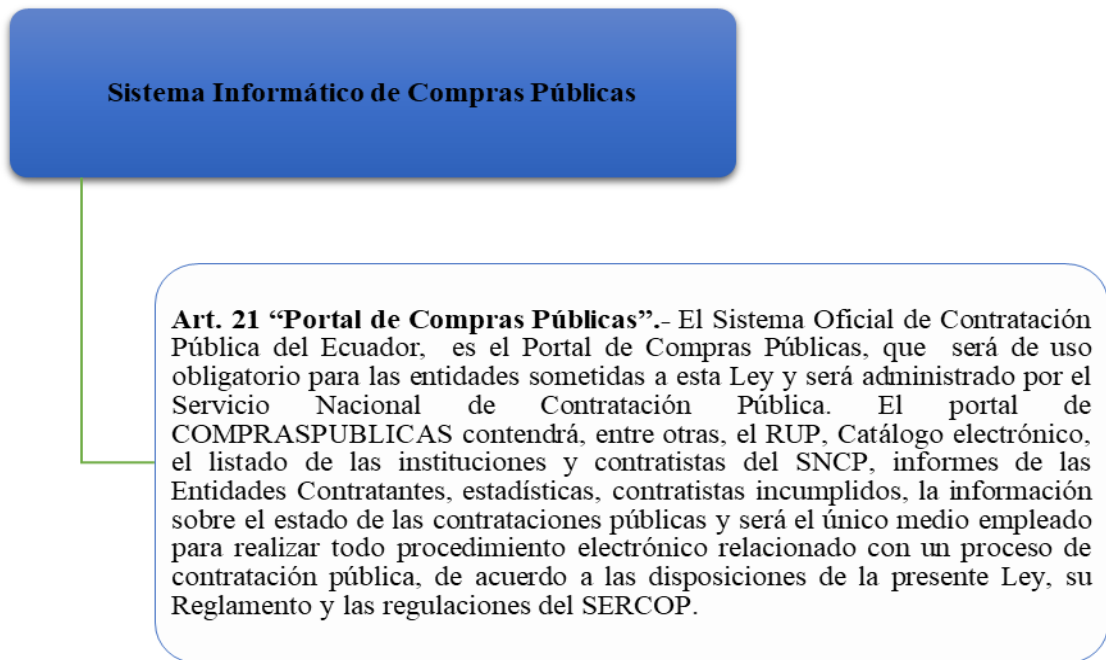 Sistema Informático de Compras Públicas
Art. 21 “Portal de Compras Públicas”.- El Sistema Oficial de Contratación
Pública del Ecuador, es el Portal de Compras Públicas, que será de uso
obligatorio para las entidades sometidas a esta Ley y será administrado por el
Servicio Nacional de Contratación Pública. El portal de
COMPRASPUBLICAS contendrá, entre otras, el RUP, Catálogo electrónico,
el listado de las instituciones y contratistas del SNCP, informes de las
Entidades Contratantes, estadísticas, contratistas incumplidos, la información
sobre el estado de las contrataciones públicas y será el único medio empleado
para realizar todo procedimiento electrónico relacionado con un proceso de
contratación pública, de acuerdo a las disposiciones de la presente Ley, su
Reglamento y las regulaciones del SERCOP.